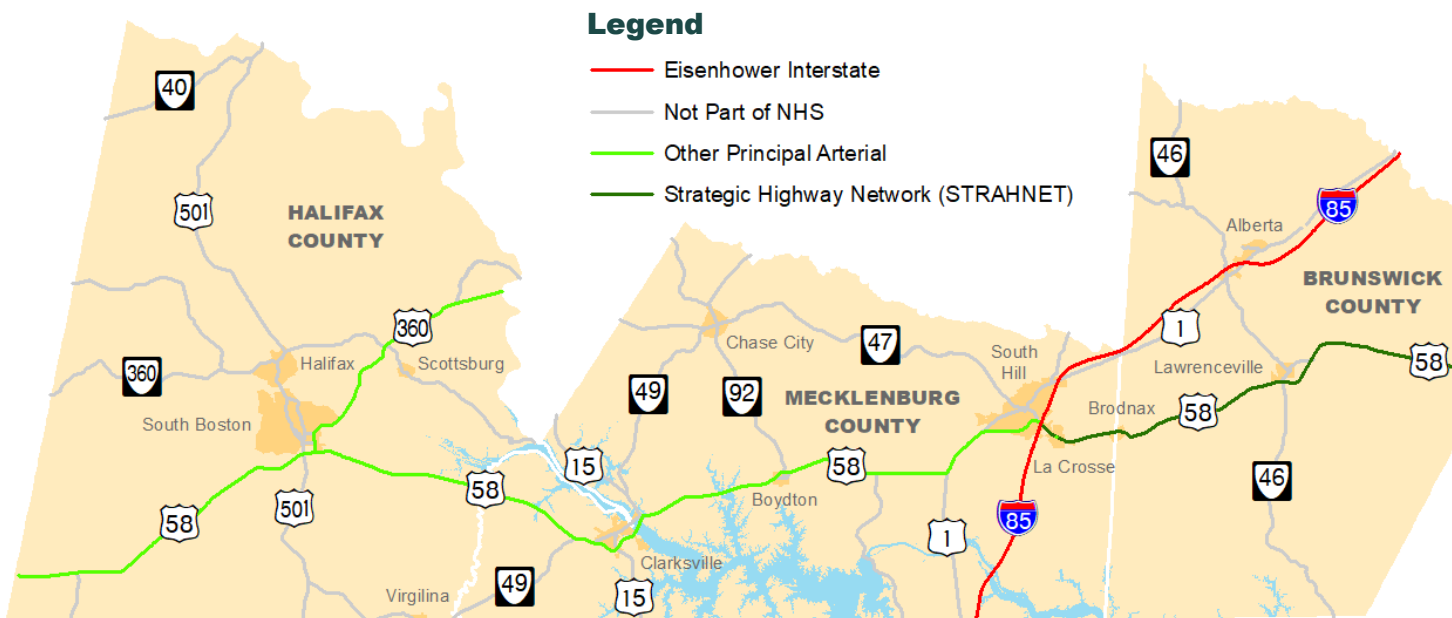 Legend
Eisenhower Interstate
Not Part of NHS
Other Principal Arterial
Strategic Highway Network (STRAHNET)
40
46
501
HALIFAX
COUNTY
85
Alberta
BRUNSWICK
COUNTY
360
1
Chase City
47
Halifax
Scottsburg
South
Hill
Lawrenceville
58
360
49
92
MECKLENBURG
COUNTY
Brodnax
58
South Boston
15
58
La Crosse
46
58
Boydton
58
501
85
1
Clarksville
49
15
Virgilina